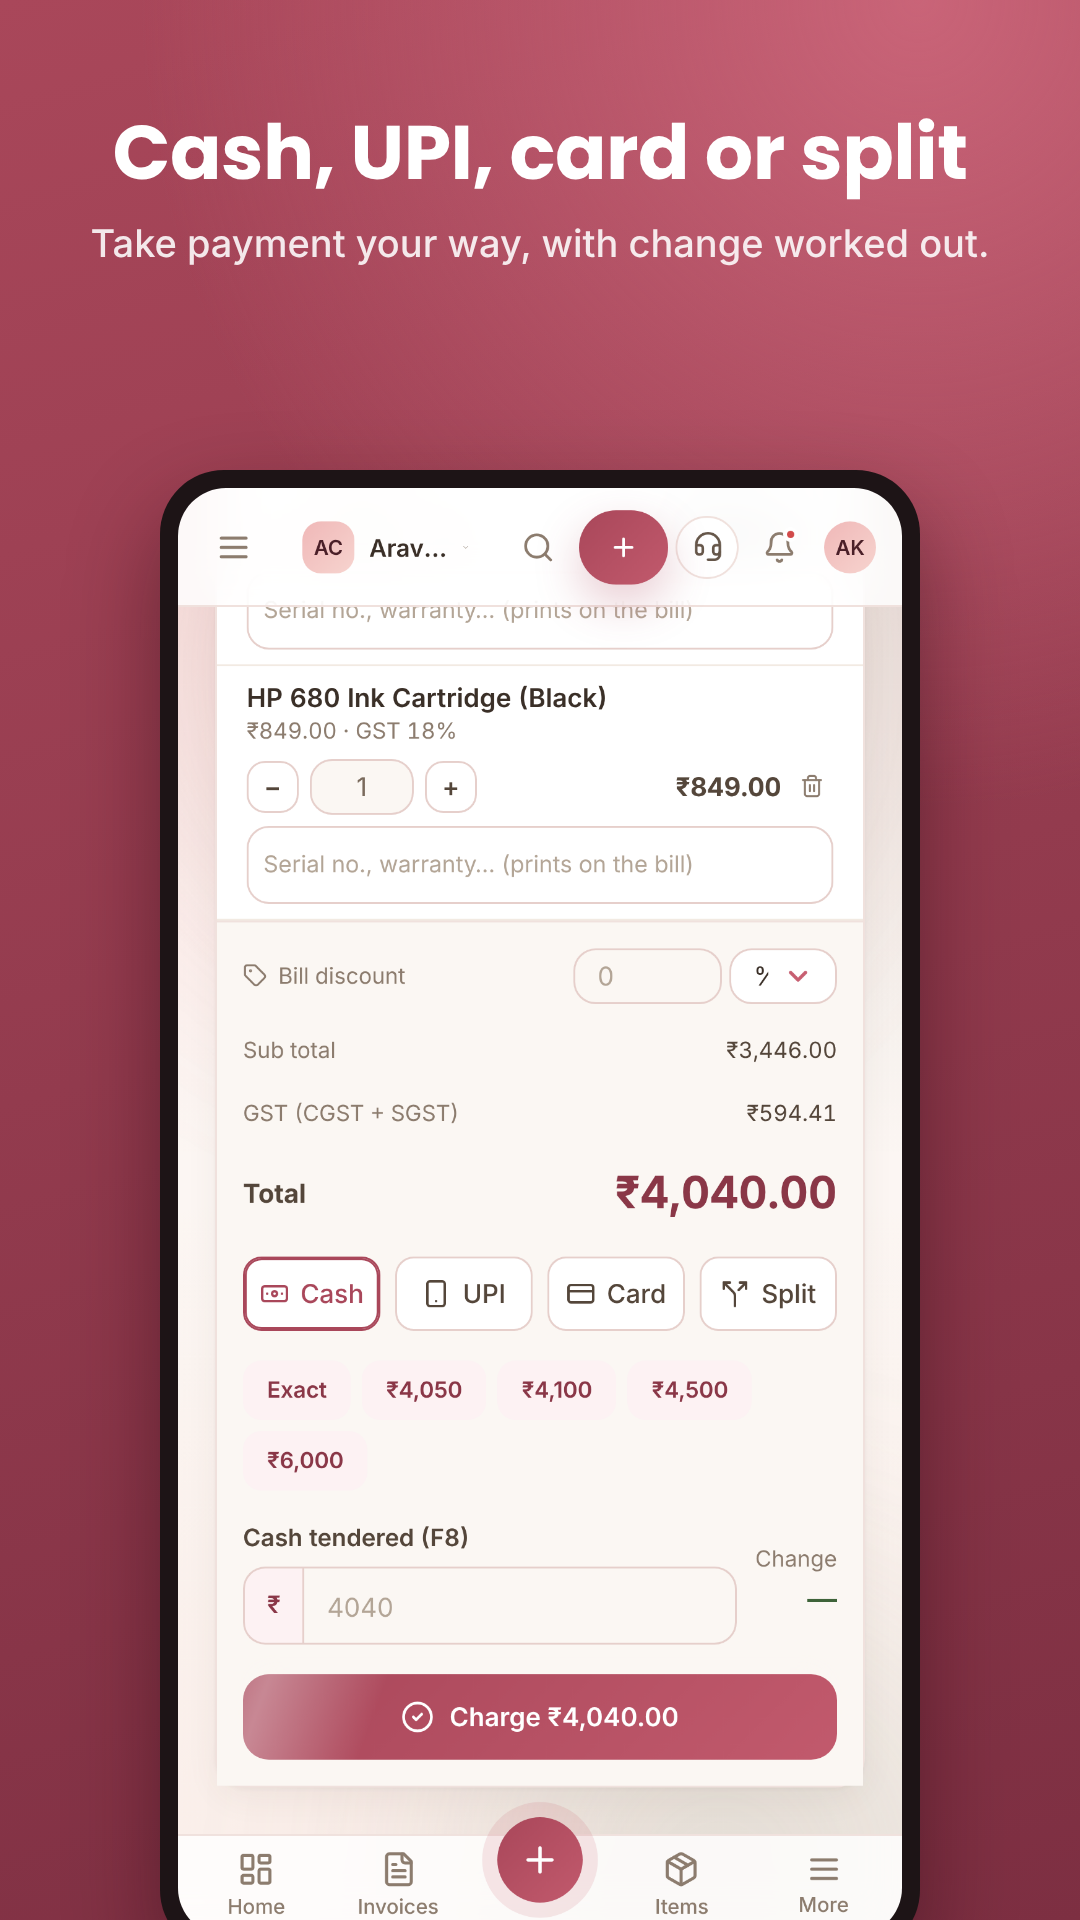 Cash, UPI, card or split
Take payment your way, with change worked out.
AC Arav... AK
Serial no., warranty... (prints on the bill)
HP 680 Ink Cartridge (Black)
₹849.00 · GST 18%
− 1 + ₹849.00
Serial no., warranty... (prints on the bill)
Bill discount 0 %
Sub total ₹3,446.00
GST (CGST + SGST) ₹594.41
Total ₹4,040.00
Cash UPI Card Split
Exact ₹4,050 ₹4,100 ₹4,500
₹6,000
Cash tendered (F8)
Change
₹ 4040 —
Charge ₹4,040.00
Home Invoices Items More